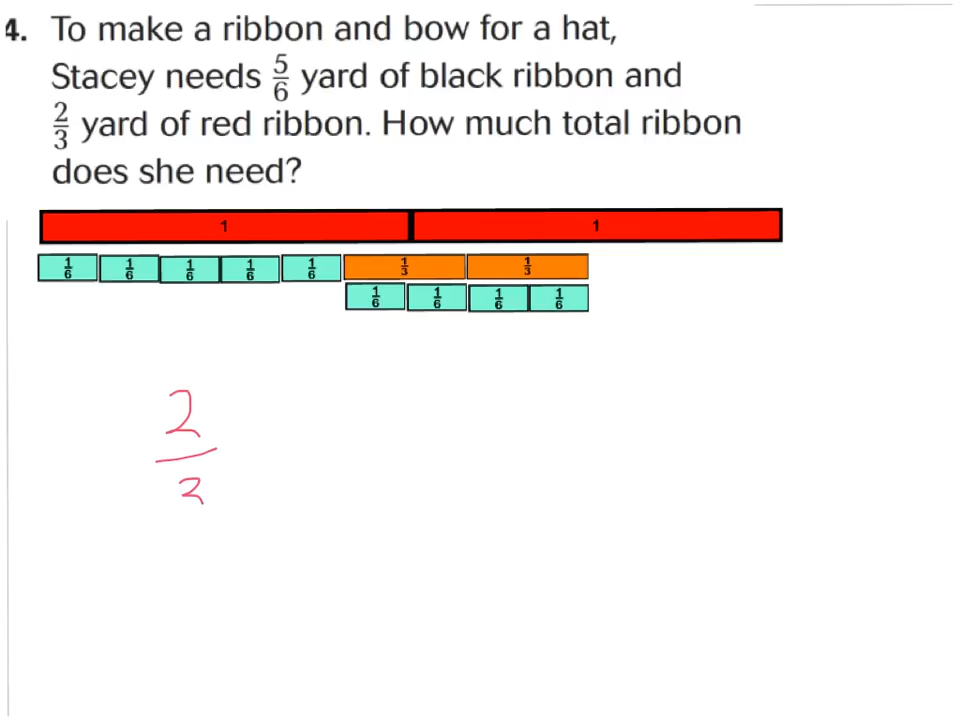 4. To make a ribbon and bow for a hat,
Stacey needs 5/6 yard of black ribbon and
2/3 yard of red ribbon. How much total ribbon
does she need?
1 1
1/6 1/6 1/6 1/6 1/6 1/3 1/3
1/6 1/6 1/6 1/6
2/3